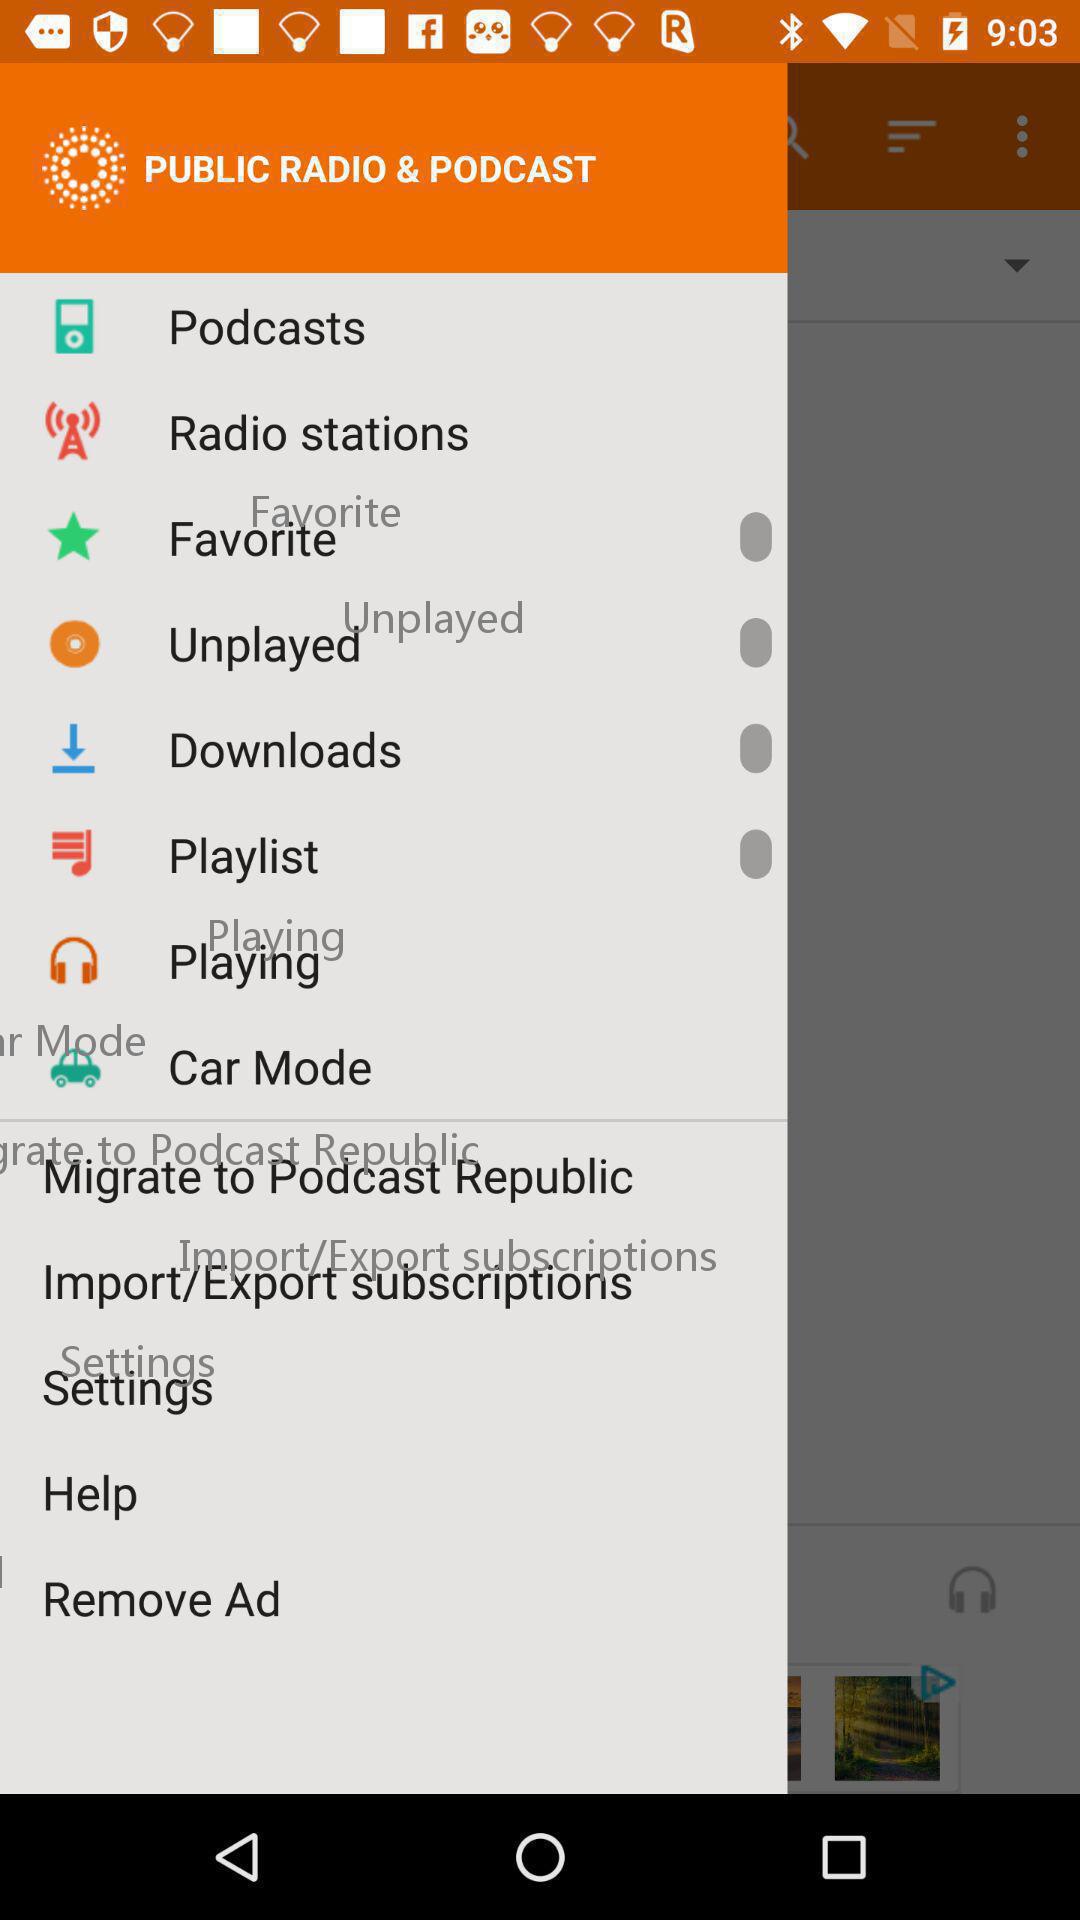 9:03
PUBLIC RADIO & PODCAST
Podcasts
Radio stations
Favorite
Favorite
Unplayed
Unplayed
Downloads
Playlist
Playing
Playing
Mode
Car Mode
to Podcast Republic
Migrate to Podcast Republic
Import/Export subscriptions
Import/Export subscriptions
Settings
Settings
Help
Remove Ad